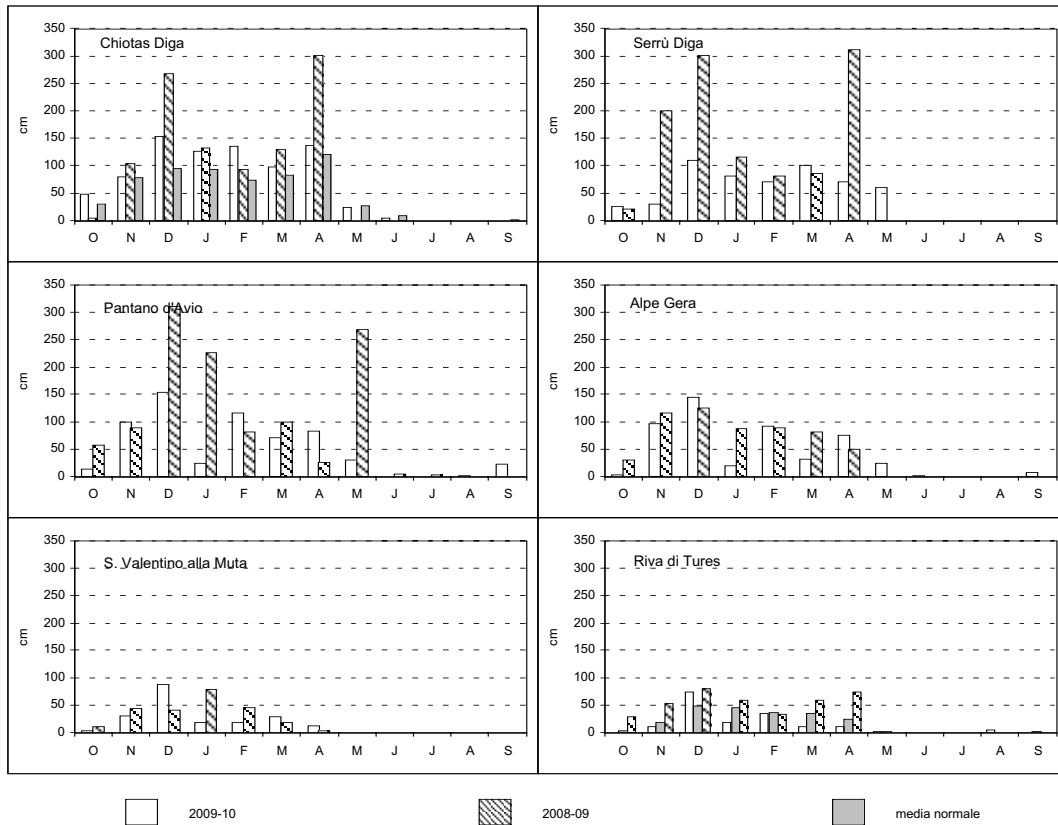 Chiotas Diga
350
300
250
200
150
100
50
0
cm
O N D J F M A M J J A S
Serrù Diga
350
300
250
200
150
100
50
0
cm
O N D J F M A M J J A S
Pantano d'Avio
350
300
250
200
150
100
50
0
cm
O N D J F M A M J J A S
Alpe Gera
350
300
250
200
150
100
50
0
cm
O N D J F M A M J J A S
S. Valentino alla Muta
350
300
250
200
150
100
50
0
cm
O N D J F M A M J J A S
Riva di Tures
350
300
250
200
150
100
50
0
cm
O N D J F M A M J J A S
2009-10 2008-09 media normale